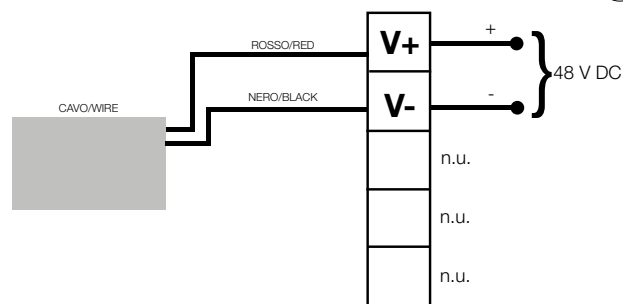 ROSSO/RED
V+
+
48 V DC
NERO/BLACK
V-
-
CAVO/WIRE
n.u.
n.u.
n.u.